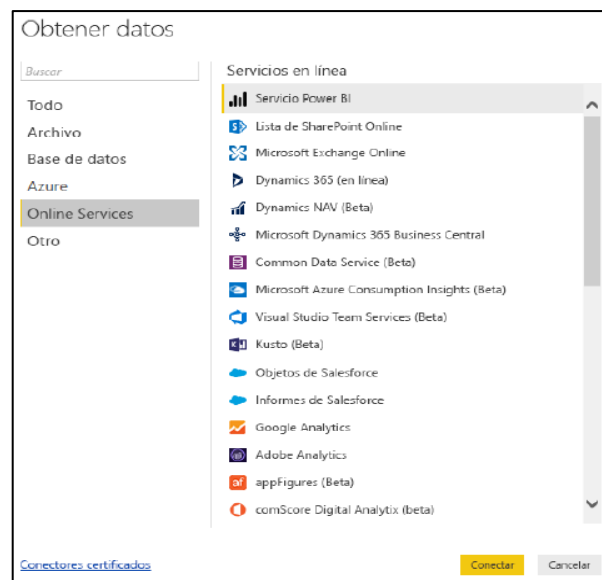 Obtener datos
Buscar
Todo
Archivo
Base de datos
Azure
Online Services
Otro
Servicios en línea
Servicio Power BI
Lista de SharePoint Online
Microsoft Exchange Online
Dynamics 365 (en línea)
Dynamics NAV (Beta)
Microsoft Dynamics 365 Business Central
Common Data Service (Beta)
Microsoft Azure Consumption Insights (Beta)
Visual Studio Team Services (Beta)
Kusto (Beta)
Objetos de Salesforce
Informes de Salesforce
Google Analytics
Adobe Analytics
af appFigures (Beta)
comScore Digital Analytix (beta)
Conectores certificados
Conectar Cancelar